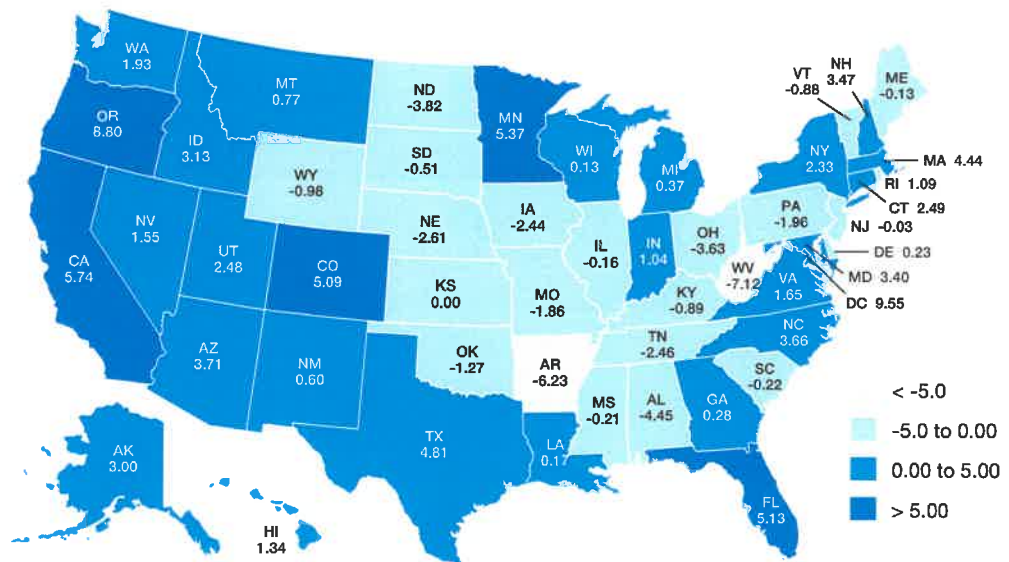 WA
1.93
MT
0.77
ND
-3.82
MN
5.37
VT
-0.88
NH
3.47
ME
-0.13
OR
8.80
ID
3.13
SD
-0.51
WI
0.13
MI
0.37
NY
2.33
MA 4.44
WY
-0.98
RI 1.09
CT 2.49
NJ -0.03
NE
-2.61
IA
-2.44
PA
-1.96
NV
1.55
UT
2.48
CO
5.09
IL
-0.16
IN
1.04
OH
-3.63
DE 0.23
WV
-7.12
MD 3.40
VA
1.65
DC 9.55
CA
5.74
KS
0.00
MO
-1.86
KY
-0.89
NC
3.66
AZ
3.71
NM
0.60
OK
-1.27
AR
-6.23
TN
-2.46
SC
-0.22
MS
-0.21
AL
-4.45
GA
0.28
TX
4.81
LA
0.17
FL
5.13
AK
3.00
HI
1.34
< -5.0
-5.0 to 0.00
0.00 to 5.00
> 5.00